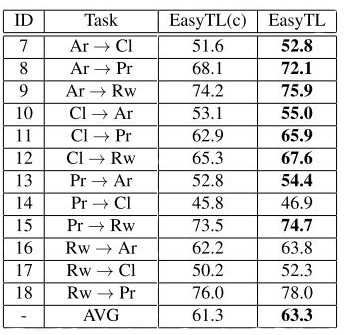 ID Task EasyTL(c) EasyTL
7 Ar → Cl 51.6 52.8
8 Ar → Pr 68.1 72.1
9 Ar → Rw 74.2 75.9
10 Cl → Ar 53.1 55.0
11 Cl → Pr 62.9 65.9
12 Cl → Rw 65.3 67.6
13 Pr → Ar 52.8 54.4
14 Pr → Cl 45.8 46.9
15 Pr → Rw 73.5 74.7
16 Rw → Ar 62.2 63.8
17 Rw → Cl 50.2 52.3
18 Rw → Pr 76.0 78.0
- AVG 61.3 63.3